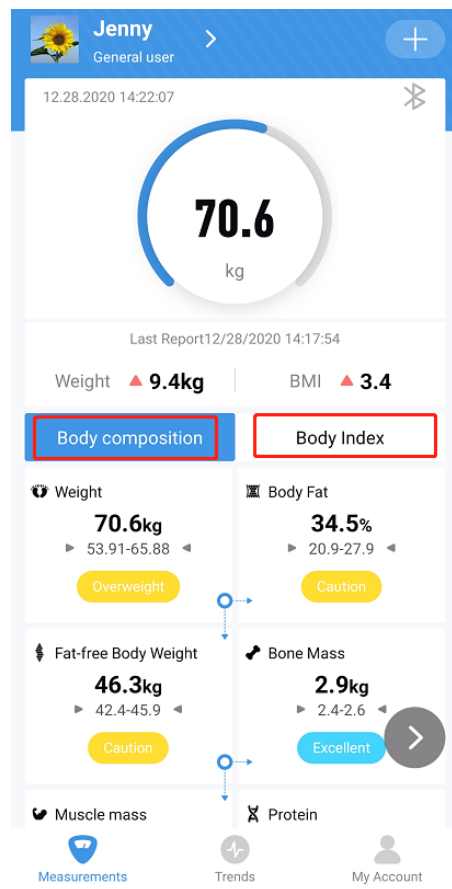 Jenny
General user
12.28.2020 14:22:07
70.6
kg
Last Report12/28/2020 14:17:54
Weight 9.4kg BMI 3.4
Body composition Body Index
Weight
70.6kg
53.91-65.88
Overweight
Body Fat
34.5%
20.9-27.9
Caution
Fat-free Body Weight
46.3kg
42.4-45.9
Caution
Bone Mass
2.9kg
2.4-2.6
Excellent
Muscle mass
Protein
Measurements Trends My Account